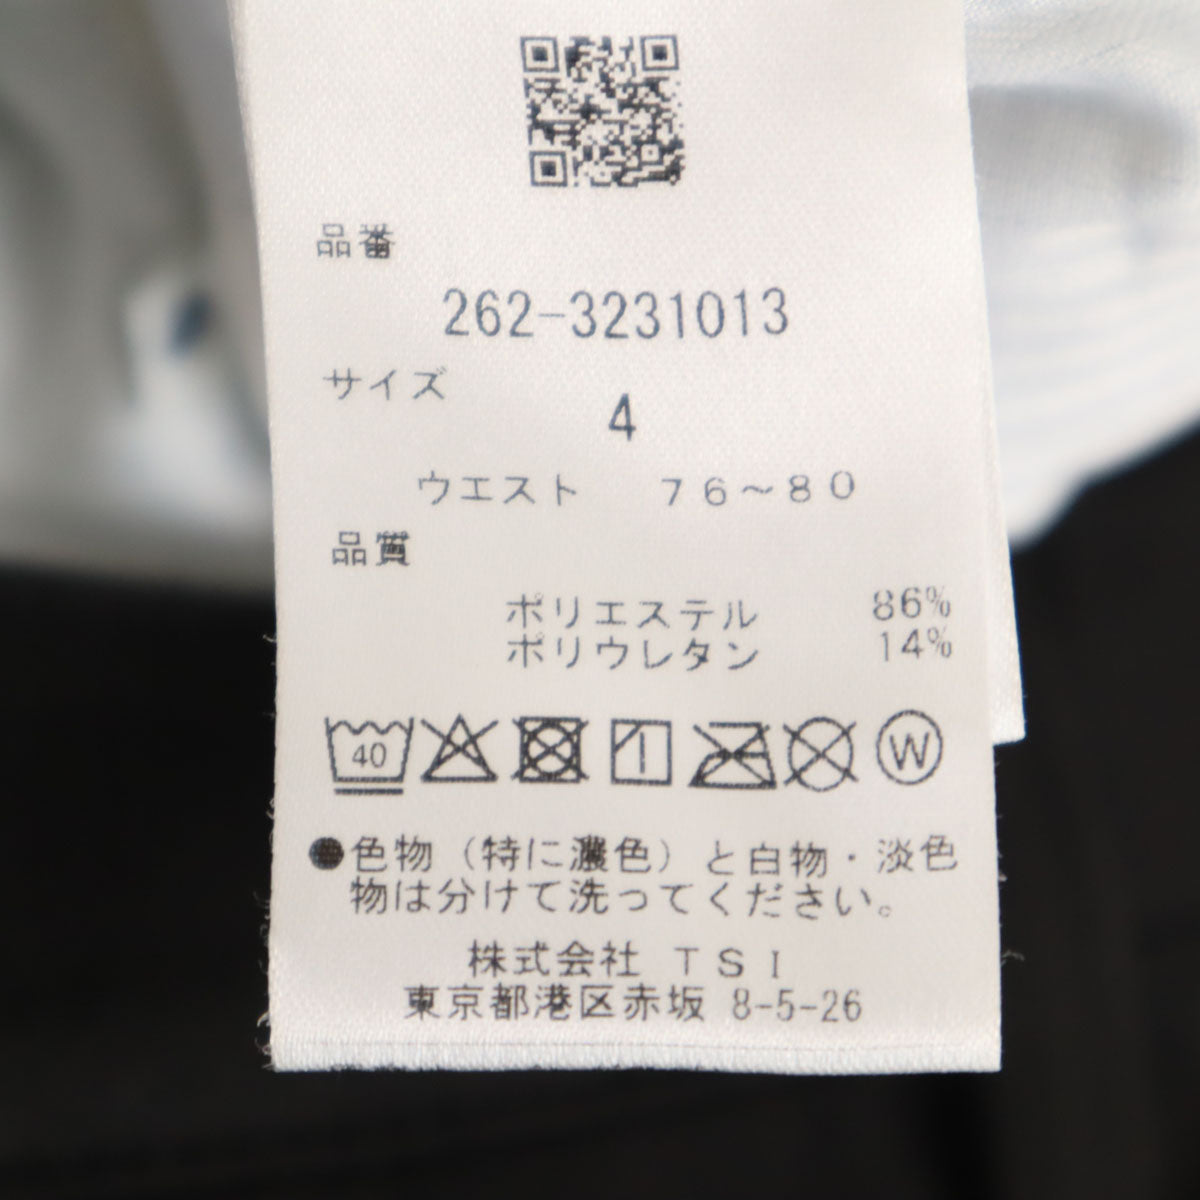 品番
262-3231013
サイズ
4
ウエスト 76～80
品質
ポリエステル 86%
ポリウレタン 14%
40 W
●色物（特に濃色）と白物・淡色
物は分けて洗ってください。
株式会社 TSI
東京都港区赤坂 8-5-26